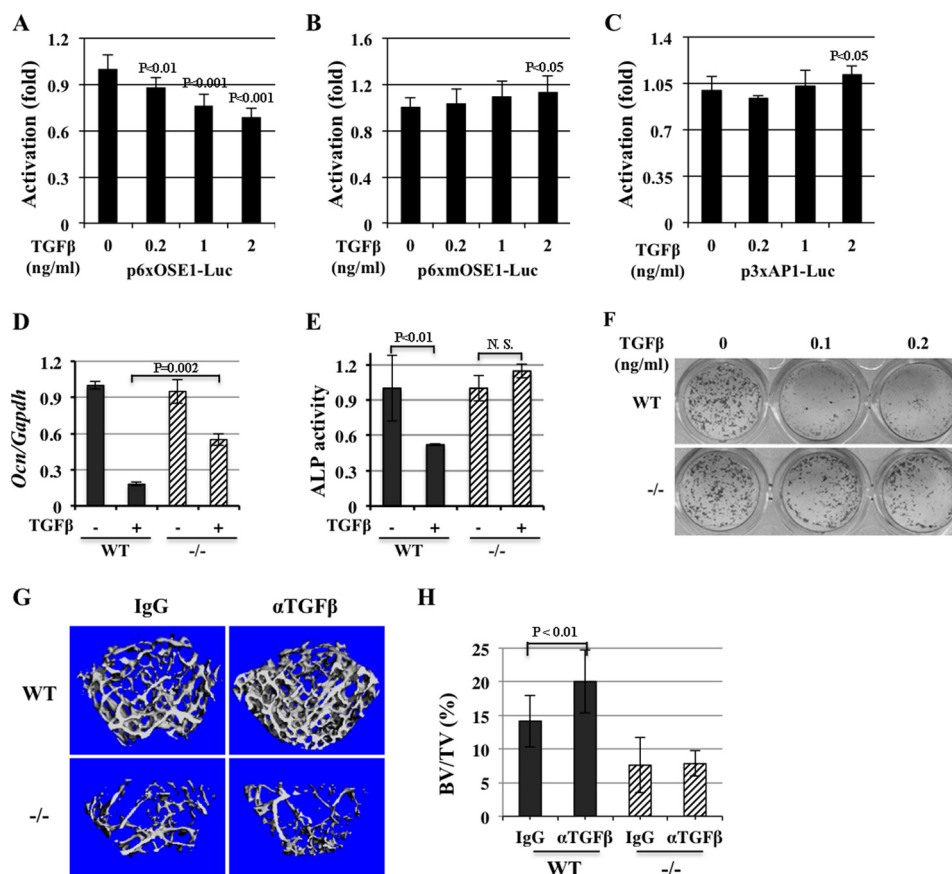 A
Activation (fold)
1.2
0.9
0.6
0.3
0
P<0.01
P<0.001
P<0.001
TGFβ
(ng/ml)
0 0.2 1 2
p6xOSE1-Luc
B
Activation (fold)
1.6
1.2
0.8
0.4
0
P<0.05
0 0.2 1 2
p6xmOSE1-Luc
C
Activation (fold)
1.4
1.05
0.7
0.35
0
P<0.05
TGFβ
(ng/ml)
0 0.2 1 2
p3xAP1-Luc
D
Ocn/Gapdh
1.2
0.9
0.6
0.3
0
P=0.002
TGFβ - + - +
WT -/-
E
ALP activity
1.2
0.9
0.6
0.3
0
P<0.01
N. S.
TGFβ - + - +
WT -/-
F
TGFβ 0 0.1 0.2
(ng/ml)
WT
-/-
G
IgG αTGFβ
WT
-/-
H
BV/TV (%)
25
20
15
10
5
0
P < 0.01
IgG αTGFβ IgG αTGFβ
WT -/-